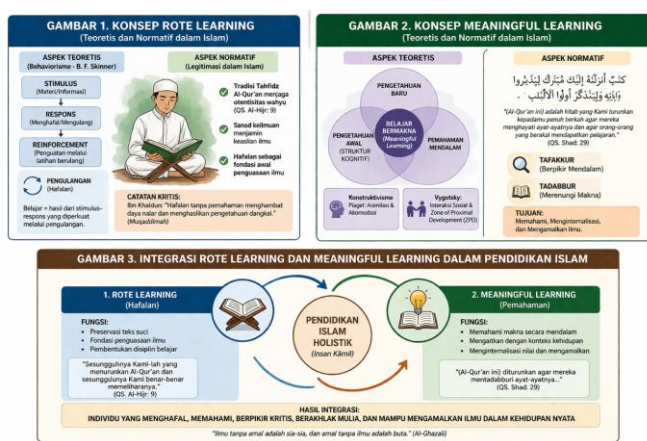 GAMBAR 1. KONSEP ROTE LEARNING
(Teoretis dan Normatif dalam Islam)
ASPEK TEORETIS
(Behaviorisme - B. F. Skinner)
STIMULUS
(Materi/Informasi)
RESPONS
(Menghafal/Mengulang)
REINFORCEMENT
(Penguatan melalui
latihan berulang)
PENGULANGAN
(Hafalan)
Belajar = hasil dari stimulus-
respons yang diperkuat
melalui pengulangan.
ASPEK NORMATIF
(Legitimasi dalam Islam)
Tradisi Tahfidz
Al-Qur'an menjaga
otentisitas wahyu
(QS. Al-Hijr: 9)
Sanad keilmuan
menjamin
keaslian ilmu
Hafalan sebagai
fondasi awal
penguasaan ilmu
CATATAN KRITIS:
Ibn Khaldun: "Hafalan tanpa pemahaman menghambat
daya nalar dan menghasilkan pengetahuan dangkal."
(Muqaddimah)
GAMBAR 2. KONSEP MEANINGFUL LEARNING
(Teoretis dan Normatif dalam Islam)
ASPEK TEORETIS
PENGETAHUAN
BARU
PENGETAHUAN
AWAL
(STRUKTUR
KOGNITIF)
BELAJAR
BERMAKNA
(Meaningful
Learning)
PEMAHAMAN
MENDALAM
Konstruktivisme
Piaget: Asimilasi &
Akomodasi
Vygotsky:
Interaksi Sosial &
Zone of Proximal
Development (ZPD)
ASPEK NORMATIF
كتب أنزلنه إليك مبرك ليدبروا
ءايته وليتذكر أولوا الألبب
"(Al-Qur'an ini) adalah kitab yang Kami turunkan
kepadamu penuh berkah agar mereka
menghayati ayat-ayatnya dan agar orang-orang
yang berakal mendapatkan pelajaran."
(QS. Shad: 29)
TAFAKKUR
(Berpikir Mendalam)
TADABBUR
(Merenungi Makna)
TUJUAN:
Memahami, Menginternalisasi,
dan Mengamalkan Ilmu.
GAMBAR 3. INTEGRASI ROTE LEARNING DAN MEANINGFUL LEARNING DALAM PENDIDIKAN ISLAM
1. ROTE LEARNING
(Hafalan)
FUNGSI:
• Preservasi teks suci
• Fondasi penguasaan ilmu
• Pembentukan disiplin belajar
"Sesungguhnya Kami-lah yang
menurunkan Al-Qur'an dan
sesungguhnya Kami benar-benar
memeliharanya."
(QS. Al-Hijr: 9)
PENDIDIKAN
ISLAM
HOLISTIK
(Insan Kāmil)
2. MEANINGFUL LEARNING
(Pemahaman)
FUNGSI:
• Memahami makna secara mendalam
• Mengaitkan dengan konteks kehidupan
• Menginternalisasi nilai dan mengamalkan
"(Al-Qur'an ini) diturunkan agar mereka
mentadabburi ayat-ayatnya..."
(QS. Shad: 29)
HASIL INTEGRASI:
INDIVIDU YANG MENGHAFAL, MEMAHAMI, BERPIKIR KRITIS, BERAKHLAK MULIA, DAN MAMPU MENGAMALKAN ILMU DALAM KEHIDUPAN NYATA
"Ilmu tanpa amal adalah sia-sia, dan amal tanpa ilmu adalah buta." (Al-Ghazali)